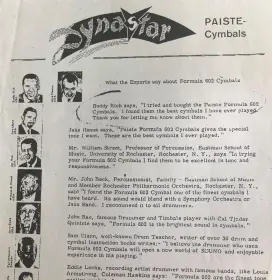 Dynastar
PAISTE-
Cymbals
What the Experts say about Formula 602 Cymbals
Buddy Rich says, "I tried and bought the Paiste Formula
602 Cymbals. I found them the best cymbals I have ever played.
Thank you for letting me know about them."
Jake Hanna says, "Paiste Formula 602 Cymbals gives the special
tone I want. These are the best cymbals I ever played."
Mr. William Street, Professor of Percussion, Eastman School of
Music, University of Rochester, Rochester, N. Y., says "In trying
your Formula 602 Cymbals I find them to be excellent in tone and
responsiveness."
Mr. John Beck, Percussionist, Faculty - Eastman School of Music
and Member Rochester Philharmonic Orchestra, Rochester, N. Y.,
said "I found the Formula 602 Cymbal one of the finest cymbals I
have heard. Its sound would blend with a Symphony Orchestra or
Jazz Band. I recommend it to all drummers."
John Rae, famous Drummer and Timbale player with Cal Tjader
Quintete says, "Formula 602 is the brightest sound in cymbals."
Sam Ulano, well-known Drum Teacher, writer of over 30 drum and
cymbal instruction books writes: "I believe the drummer who uses
Formula 602 Cymbals will open a new world of SOUND and enjoyable
experience in his playing."
Eddie Locke, recording artist drummer with famous bands, like Louis
Armstrong, Coleman Hawkins says: "Formula 602 are the finest tone